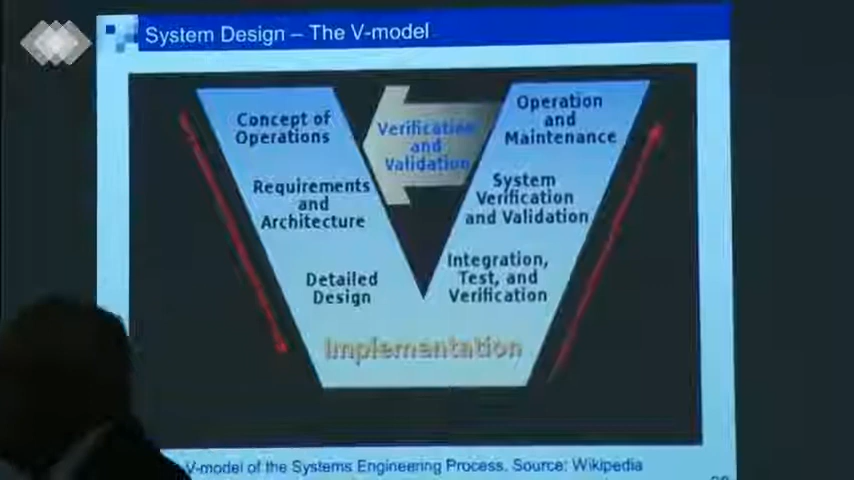 System Design – The V-model
Concept of
Operations
Verification
and
Validation
Operation
and
Maintenance
Requirements
and
Architecture
System
Verification
and Validation
Detailed
Design
Integration,
Test, and
Verification
Implementation
V-model of the Systems Engineering Process. Source: Wikipedia